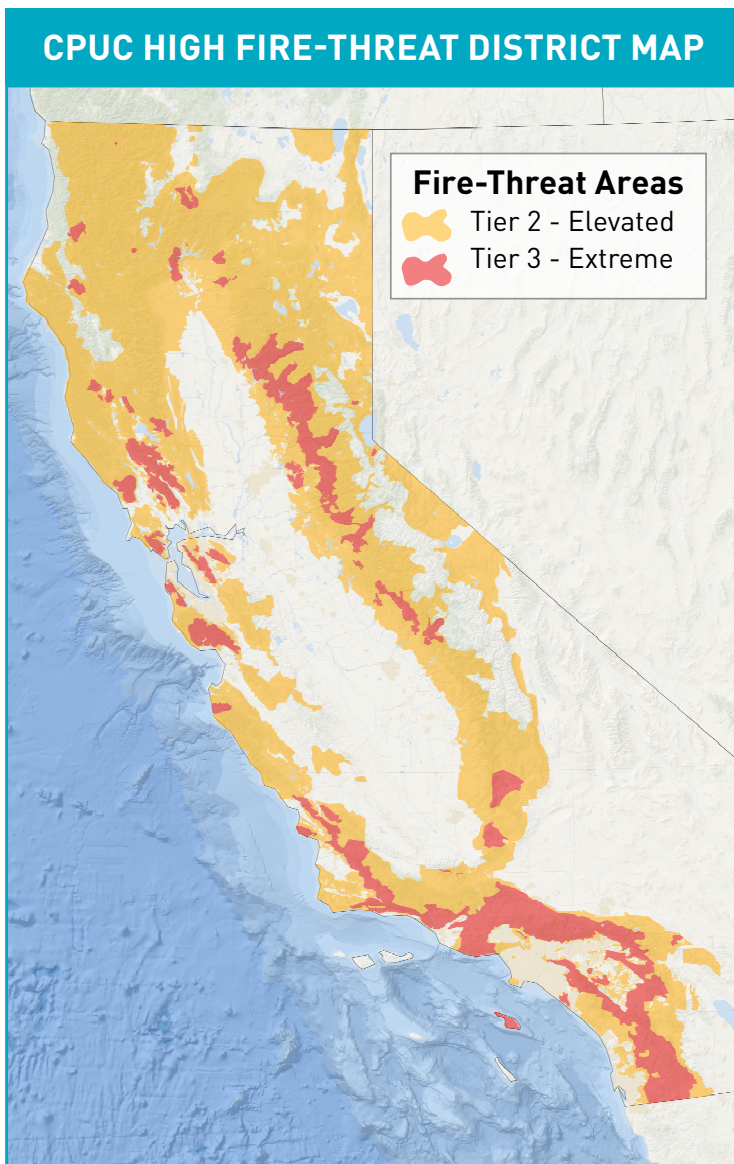 CPUC HIGH FIRE-THREAT DISTRICT MAP
Fire-Threat Areas
Tier 2 - Elevated
Tier 3 - Extreme